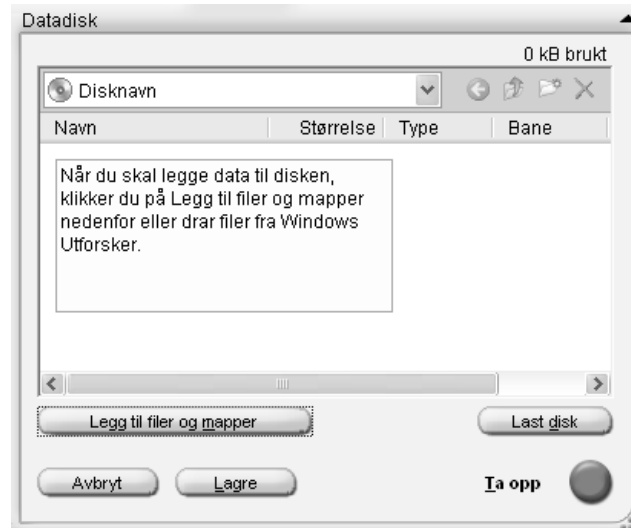 Datadisk
0 kB brukt
Disknavn
Navn Størrelse Type Bane
Når du skal legge data til disken,
klikker du på Legg til filer og mapper
nedenfor eller drar filer fra Windows
Utforsker.
Legg til filer og mapper Last disk
Avbryt Lagre Ta opp